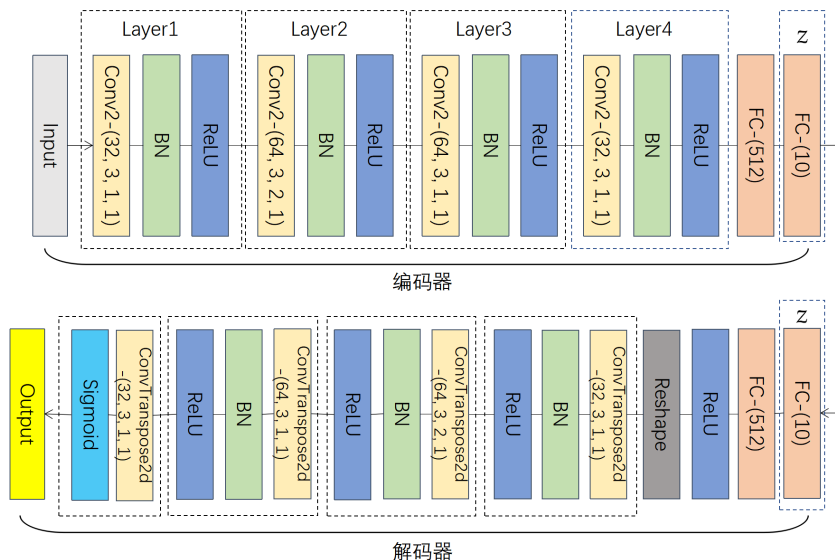 Layer1
Layer2
Layer3
Layer4
z
Input
Conv2-(32, 3, 1, 1)
BN
ReLU
Conv2-(64, 3, 2, 1)
BN
ReLU
Conv2-(64, 3, 1, 1)
BN
ReLU
Conv2-(32, 3, 1, 1)
BN
ReLU
FC-(512)
FC-(10)
编码器
z
Output
Sigmoid
ConvTranspose2d
-(32, 3, 1, 1)
ReLU
BN
ConvTranspose2d
-(64, 3, 1, 1)
ReLU
BN
ConvTranspose2d
-(64, 3, 2, 1)
ReLU
BN
ConvTranspose2d
-(32, 3, 1, 1)
Reshape
ReLU
FC-(512)
FC-(10)
解码器